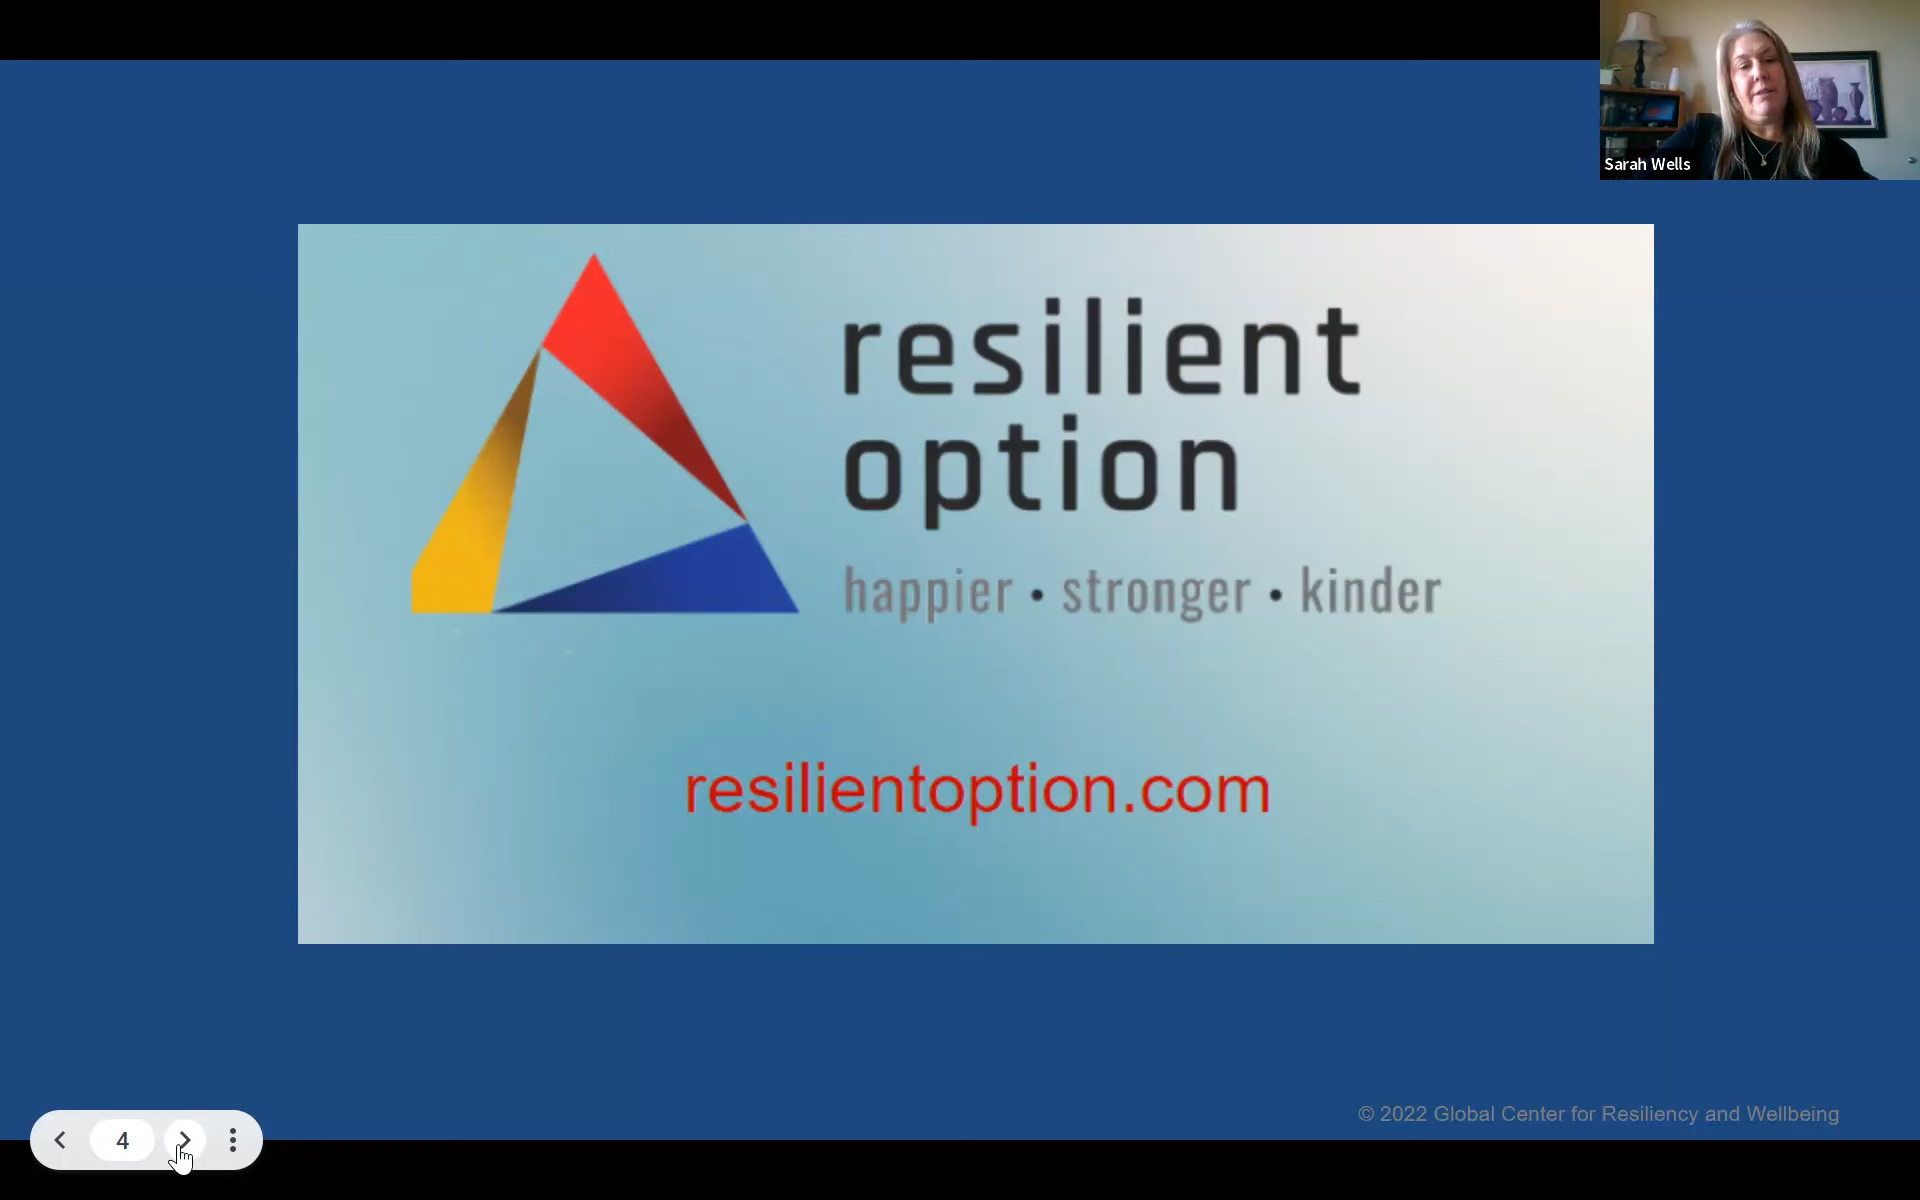 Sarah Wells
resilient
option
happier • stronger • kinder
resilientoption.com
© 2022 Global Center for Resiliency and Wellbeing
4